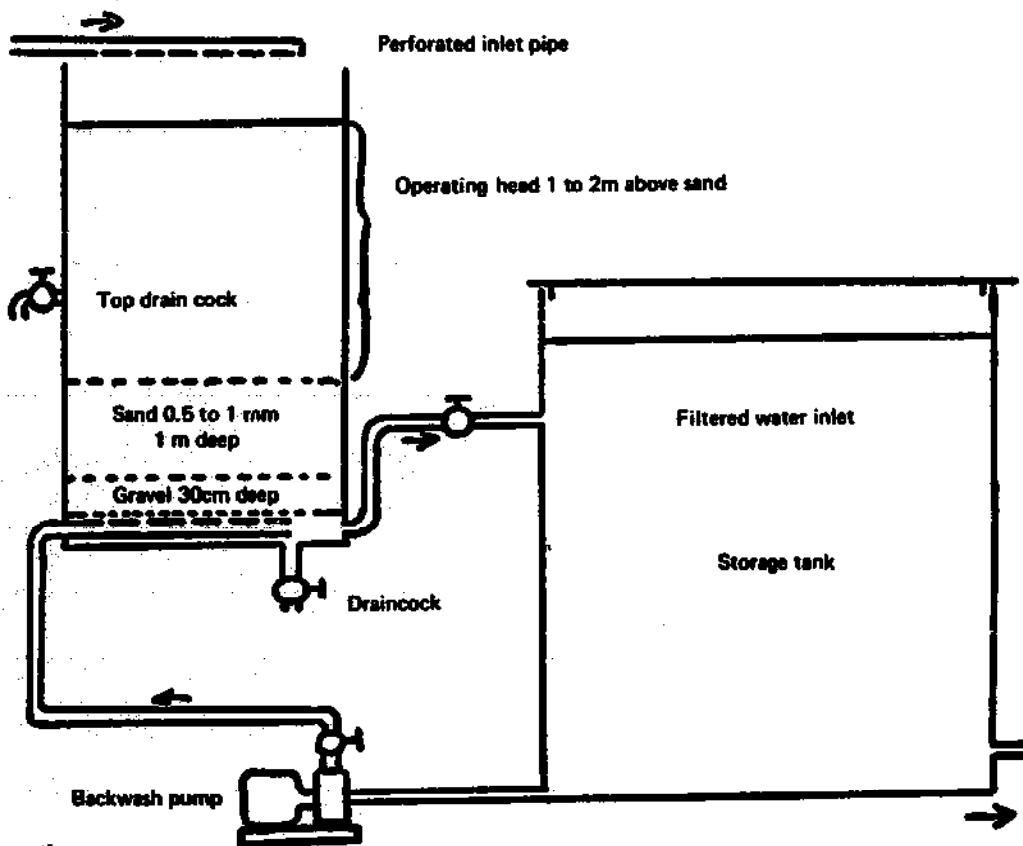 Perforated inlet pipe
Operating head 1 to 2m above sand
Top drain cock
Sand 0.5 to 1 mm
1 m deep
Filtered water inlet
Gravel 30cm deep
Storage tank
Draincock
Backwash pump